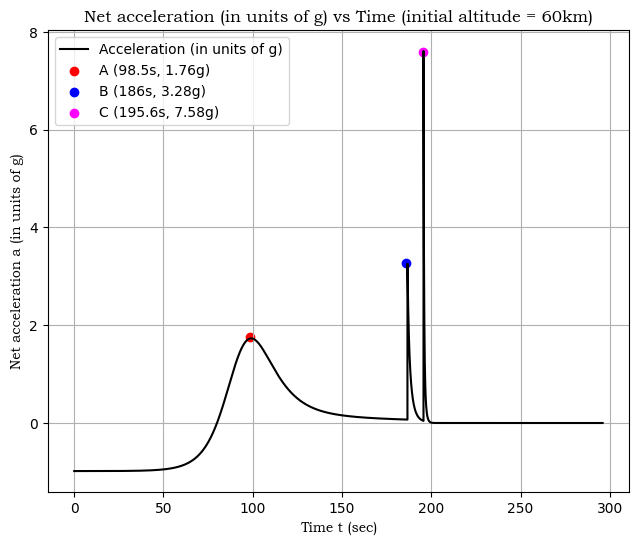 Net acceleration (in units of g) vs Time (initial altitude = 60km)
Acceleration (in units of g)
A (98.5s, 1.76g)
B (186s, 3.28g)
C (195.6s, 7.58g)
Net acceleration a (in units of g)
8
6
4
2
0
0 50 100 150 200 250 300
Time t (sec)